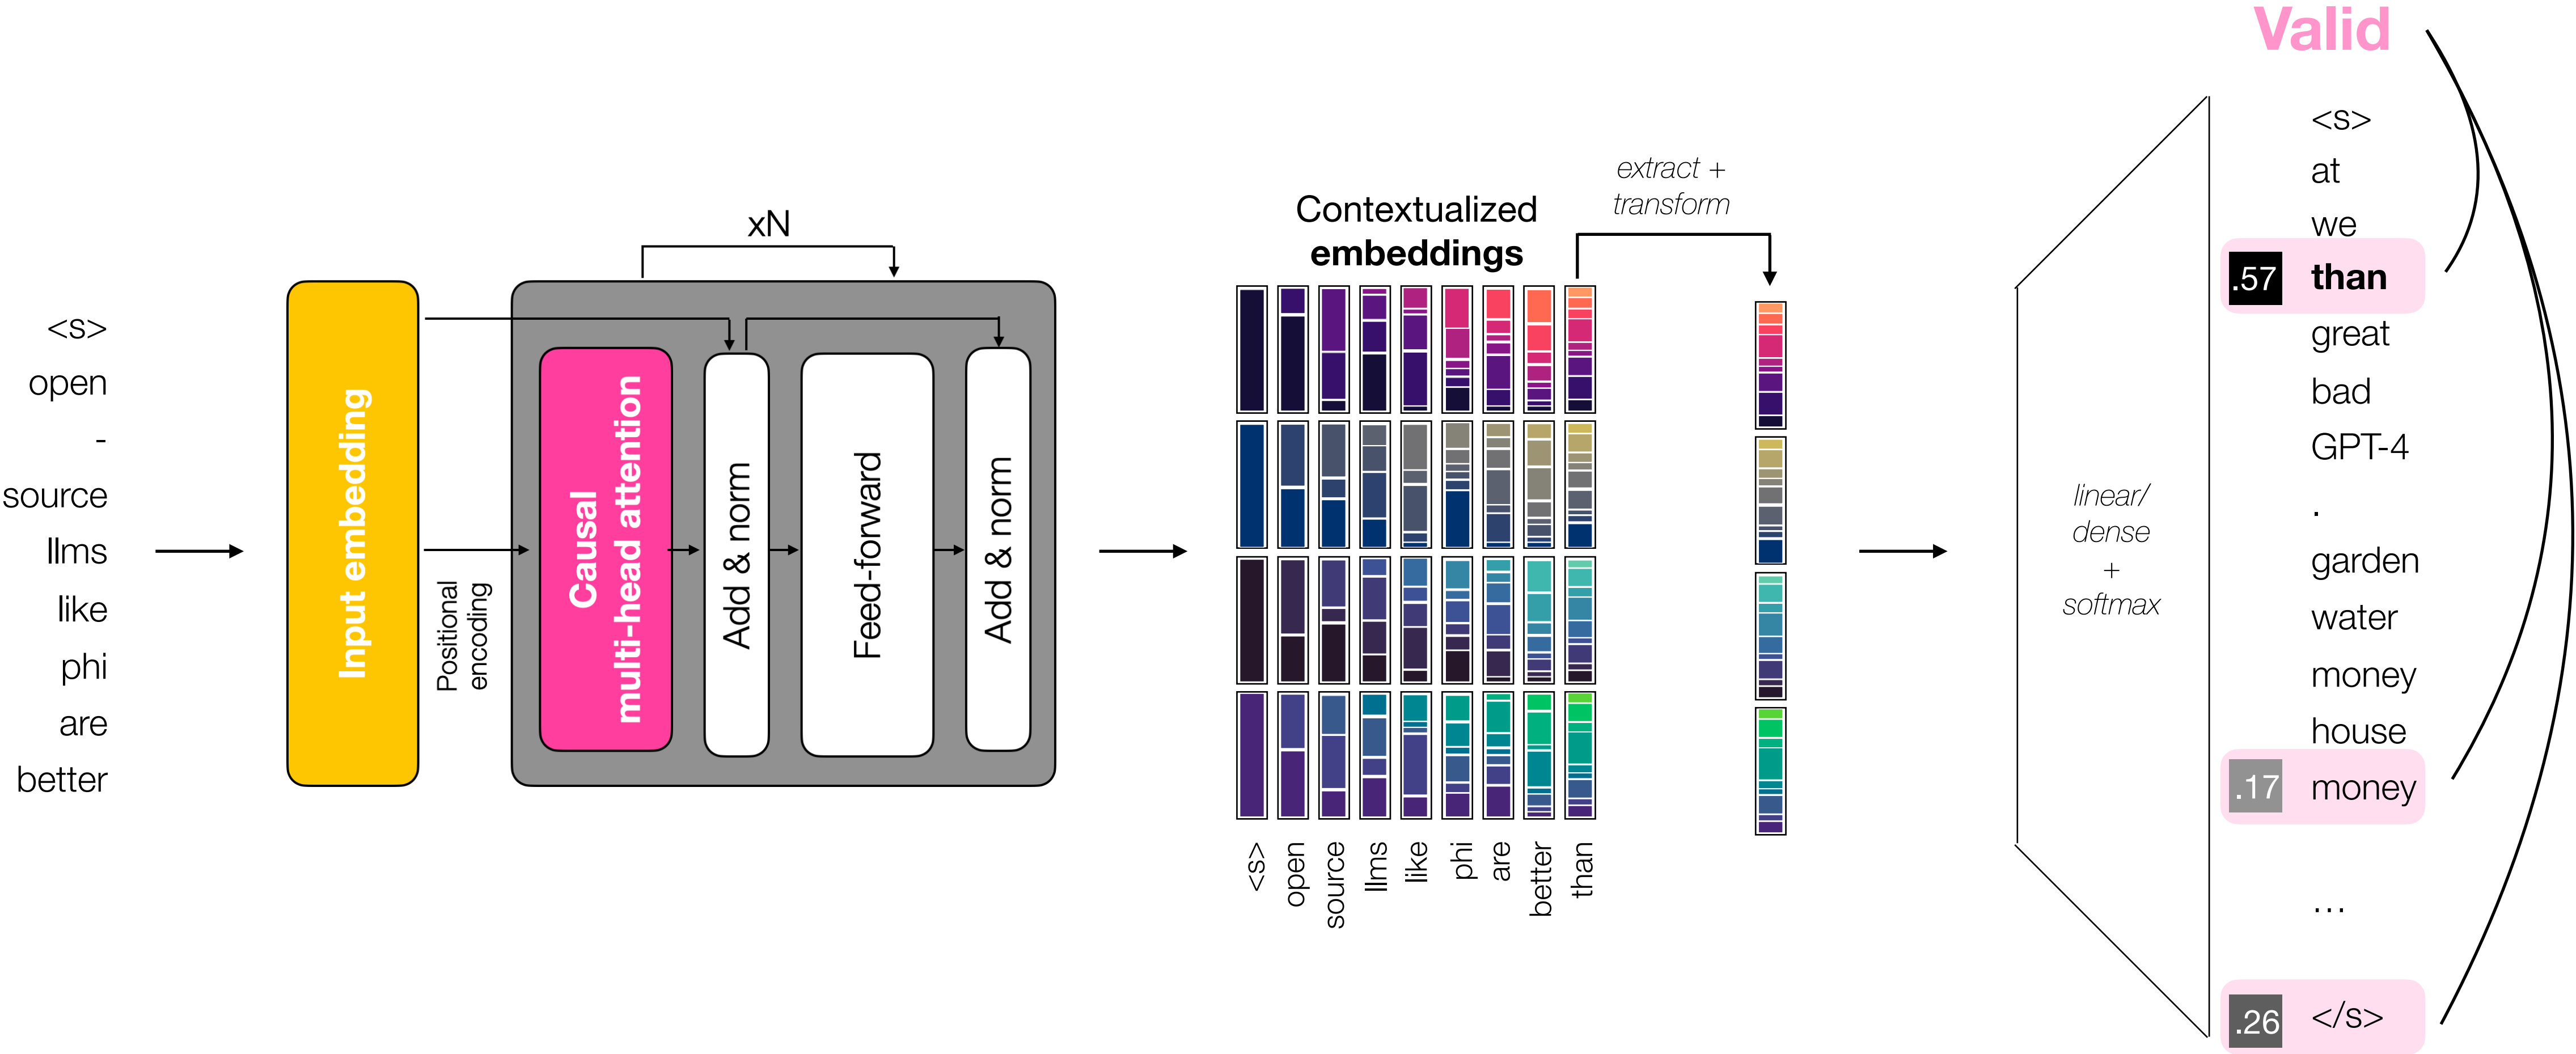 <s>
open
-
source
llms
like
phi
are
better
Input embedding
Positional
encoding
xN
Causal
multi-head attention
Add & norm
Feed-forward
Add & norm
Contextualized
embeddings
<s>
open
source
llms
like
phi
are
better
than
extract +
transform
linear/
dense
+
softmax
Valid
<s>
at
we
.57 than
great
bad
GPT-4
.
garden
water
money
house
.17 money
...
.26 </s>